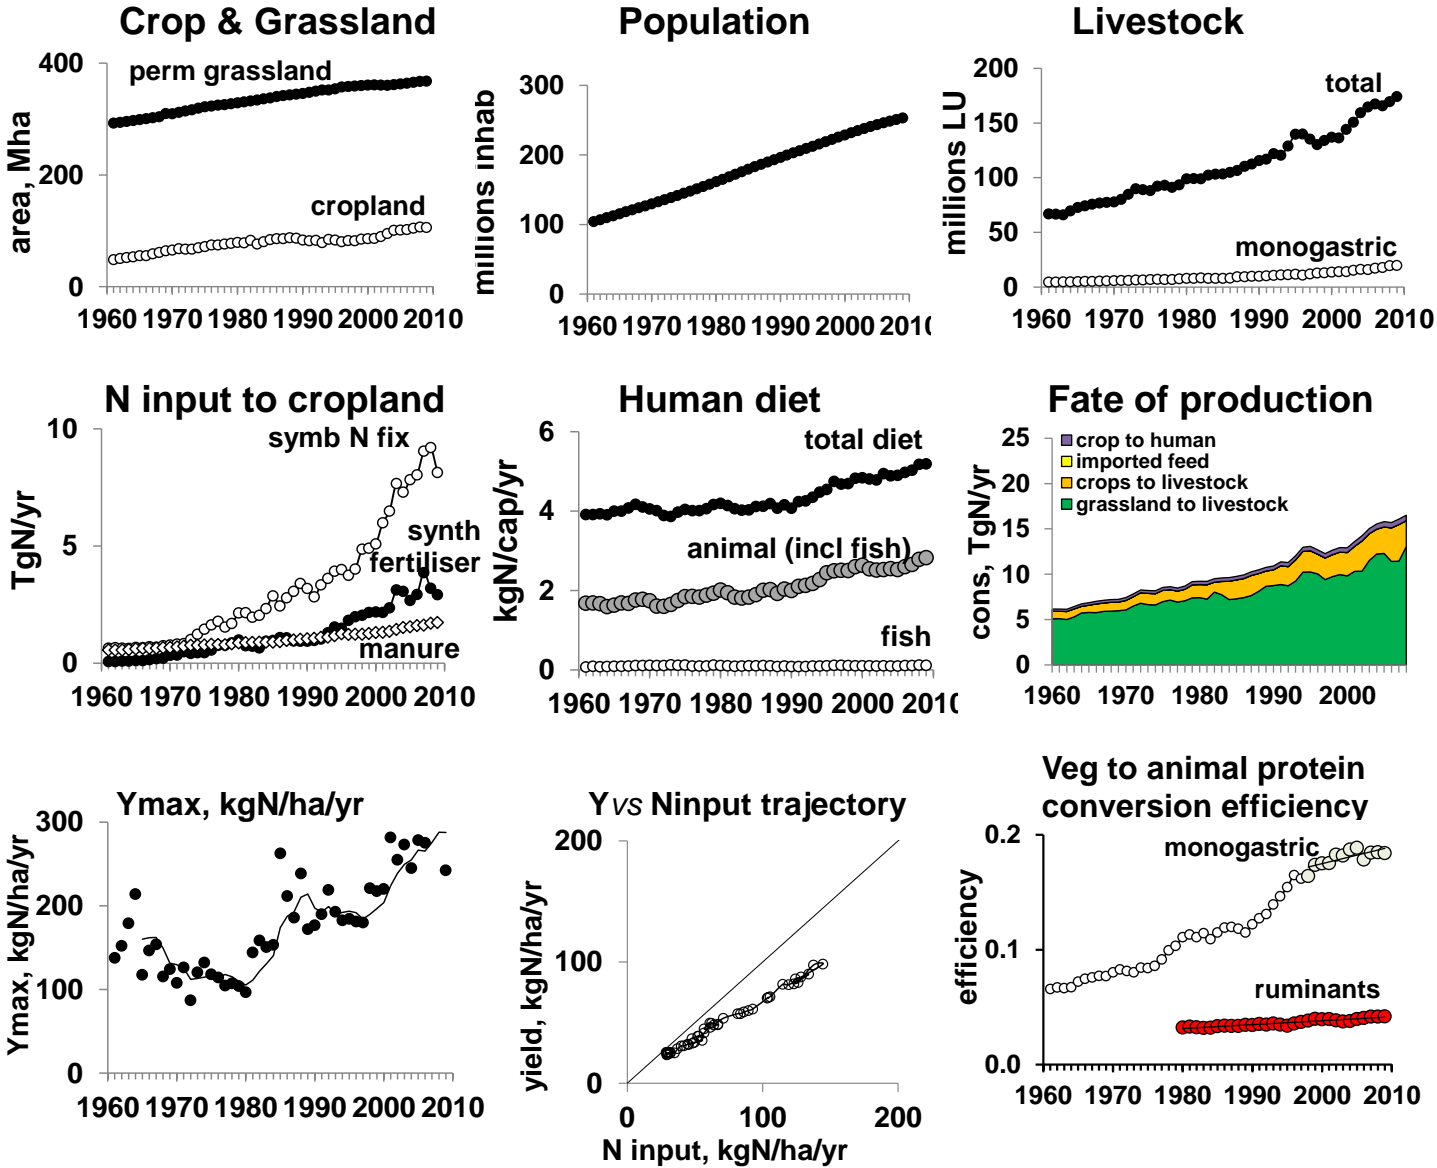 Crop & Grassland
400
200
0
area, Mha
perm grassland
cropland
1960 1970 1980 1990 2000 2010
Population
300
200
100
0
millions inhab
1960 1970 1980 1990 2000 2010
Livestock
200
150
100
50
0
millions LU
total
monogastric
1960 1970 1980 1990 2000 2010
N input to cropland
10
5
0
TgN/yr
symb N fix
synth
fertiliser
manure
1960 1970 1980 1990 2000 2010
Human diet
6
4
2
0
kgN/cap/yr
total diet
animal (incl fish)
fish
1960 1970 1980 1990 2000 2010
Fate of production
25
20
15
10
5
0
cons, TgN/yr
crop to human
imported feed
crops to livestock
grassland to livestock
1960 1970 1980 1990 2000
Ymax, kgN/ha/yr
300
200
100
0
Ymax, kgN/ha/yr
1960 1970 1980 1990 2000 2010
Y vs Ninput trajectory
200
100
0
yield, kgN/ha/yr
0 100 200
N input, kgN/ha/yr
Veg to animal protein
conversion efficiency
0.2
0.1
0.0
efficiency
monogastric
ruminants
1960 1970 1980 1990 2000 2010